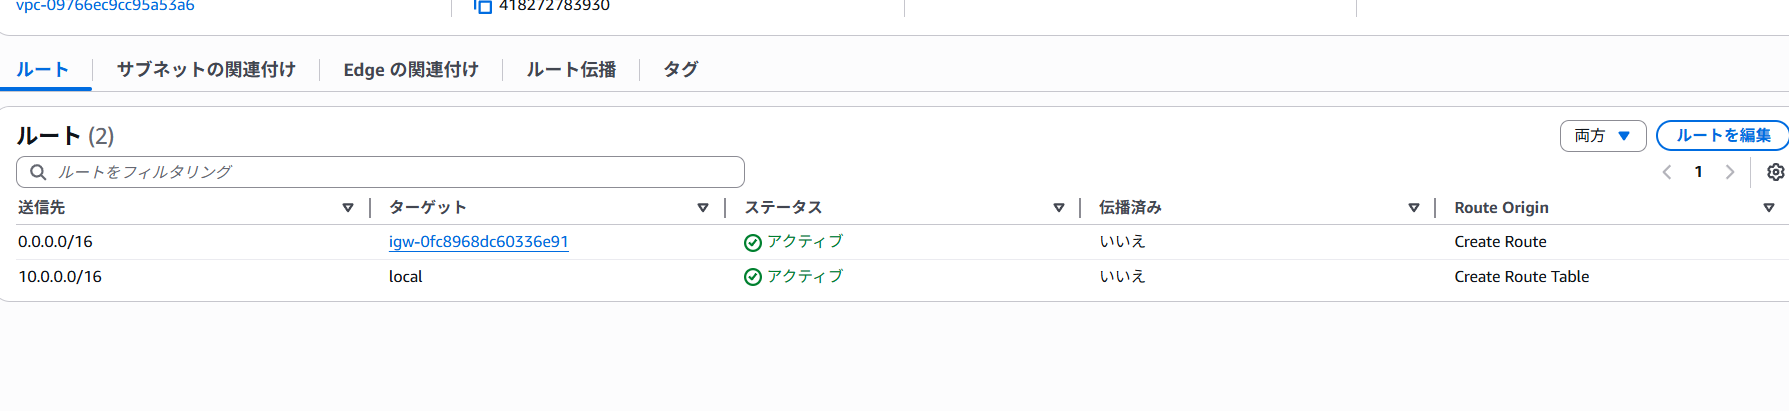 vpc-09766ec9cc95a53a6 418272783930
ルート サブネットの関連付け Edge の関連付け ルート伝播 タグ
ルート (2) 両方 ルートを編集
ルートをフィルタリング 1
送信先 ターゲット ステータス 伝播済み Route Origin
0.0.0.0/16 igw-0fc8968dc60336e91 アクティブ いいえ Create Route
10.0.0.0/16 local アクティブ いいえ Create Route Table